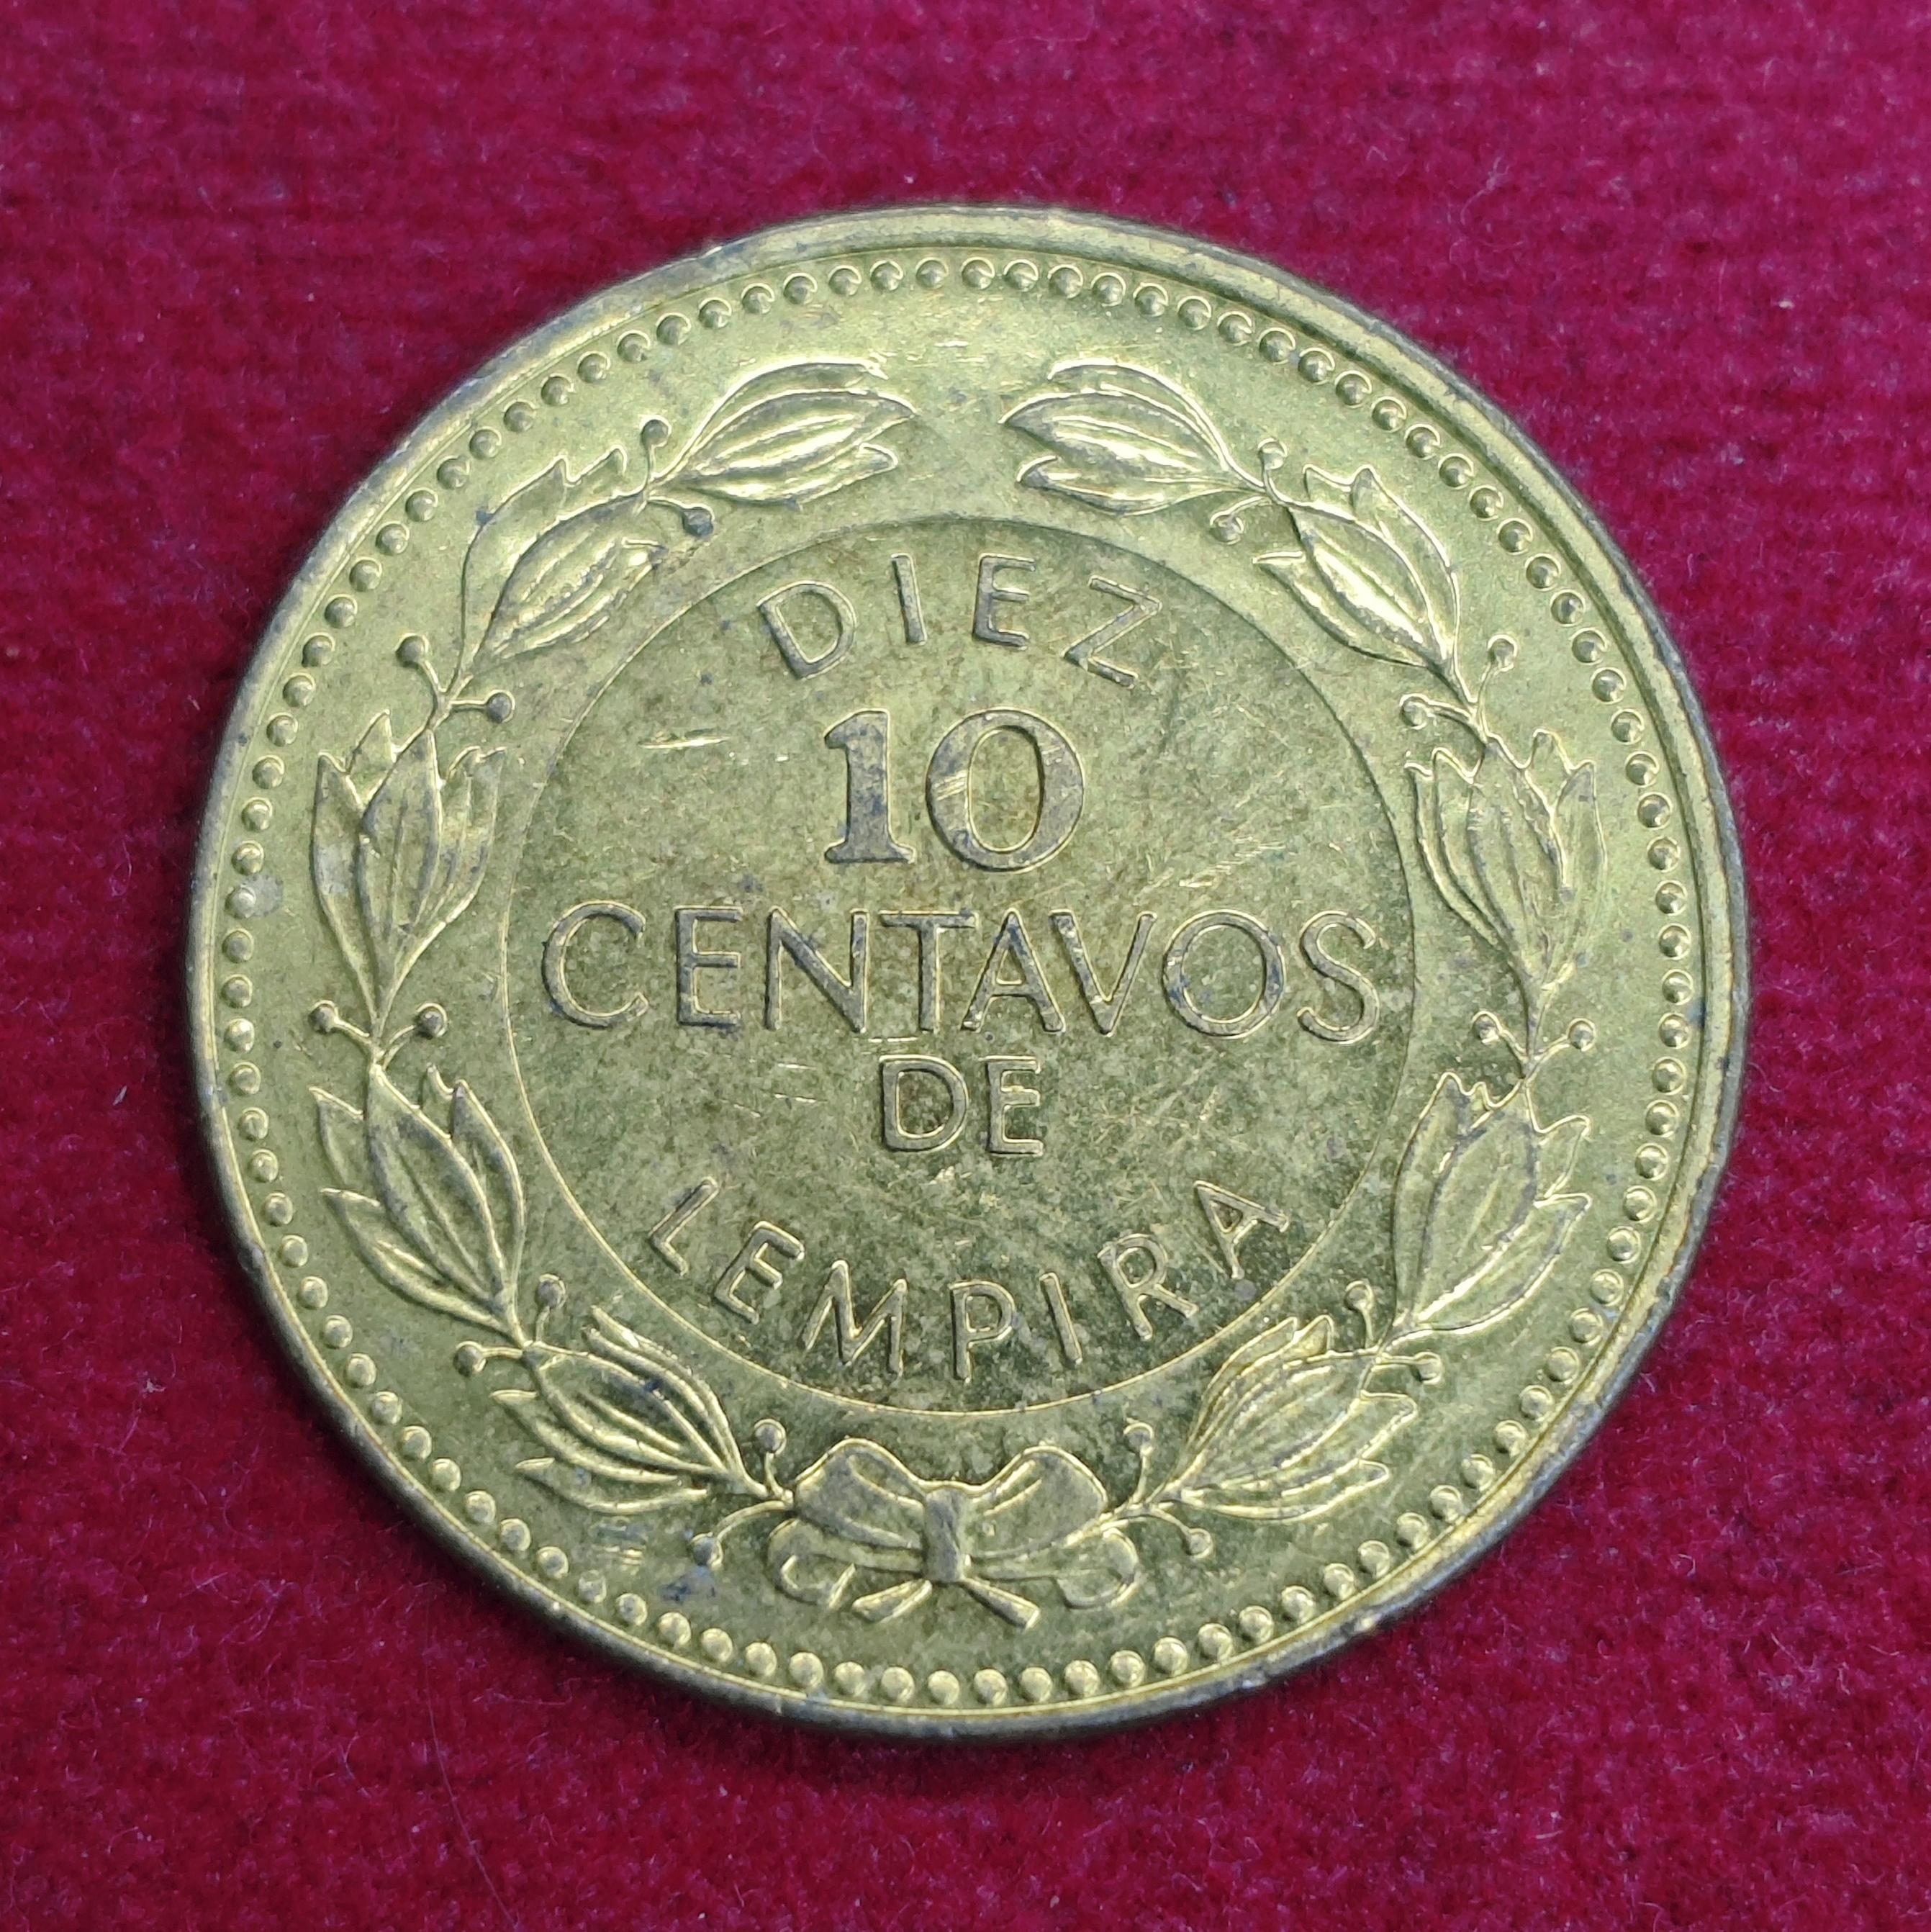 DIEZ
10
CENTAVOS
DE
LEMPIRA